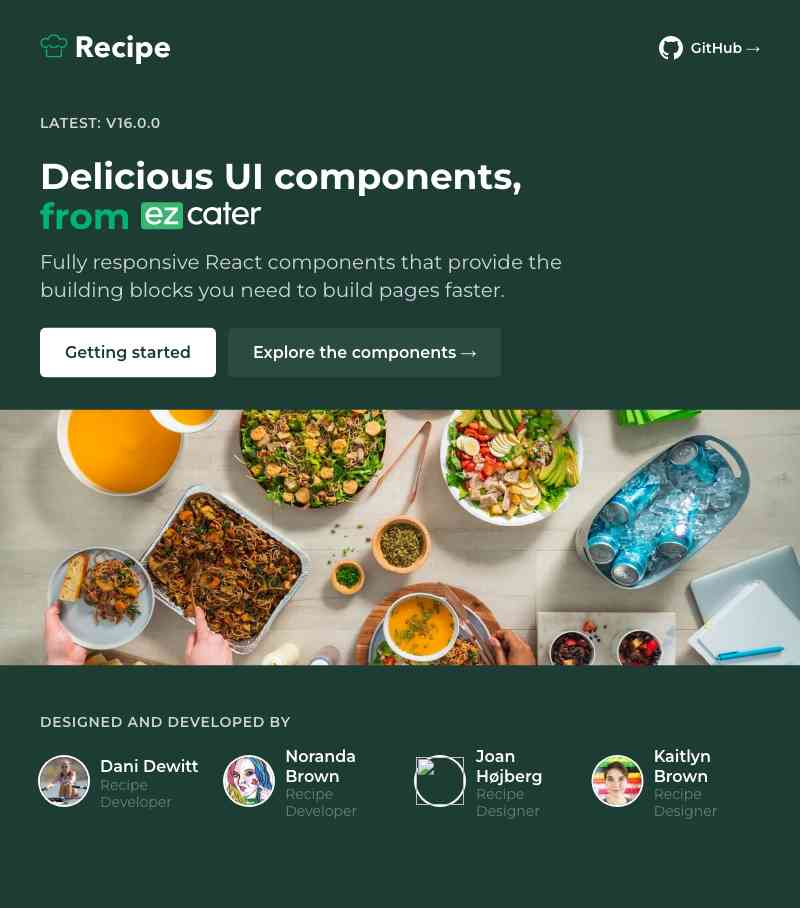 Recipe
GitHub →
LATEST: V16.0.0
Delicious UI components,
from ezcater
Fully responsive React components that provide the
building blocks you need to build pages faster.
Getting started
Explore the components →
DESIGNED AND DEVELOPED BY
Dani Dewitt
Recipe
Developer
Noranda
Brown
Recipe
Developer
Joan
Højberg
Recipe
Designer
Kaitlyn
Brown
Recipe
Designer